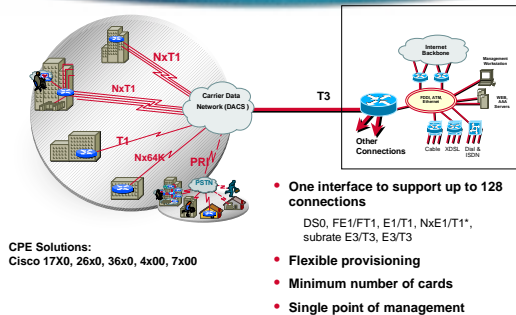 NxT1
NxT1
T1
Nx64K
PRI
PSTN
Carrier Data
Network (DACS)
T3
Internet
Backbone
FDDI, ATM,
Ethernet
Management
Workstation
WEB,
AAA
Servers
Cable XDSL Dial &
ISDN
Other
Connections
CPE Solutions:
Cisco 17X0, 26x0, 36x0, 4x00, 7x00
• One interface to support up to 128
connections
DS0, FE1/FT1, E1/T1, NxE1/T1*,
subrate E3/T3, E3/T3
• Flexible provisioning
• Minimum number of cards
• Single point of management